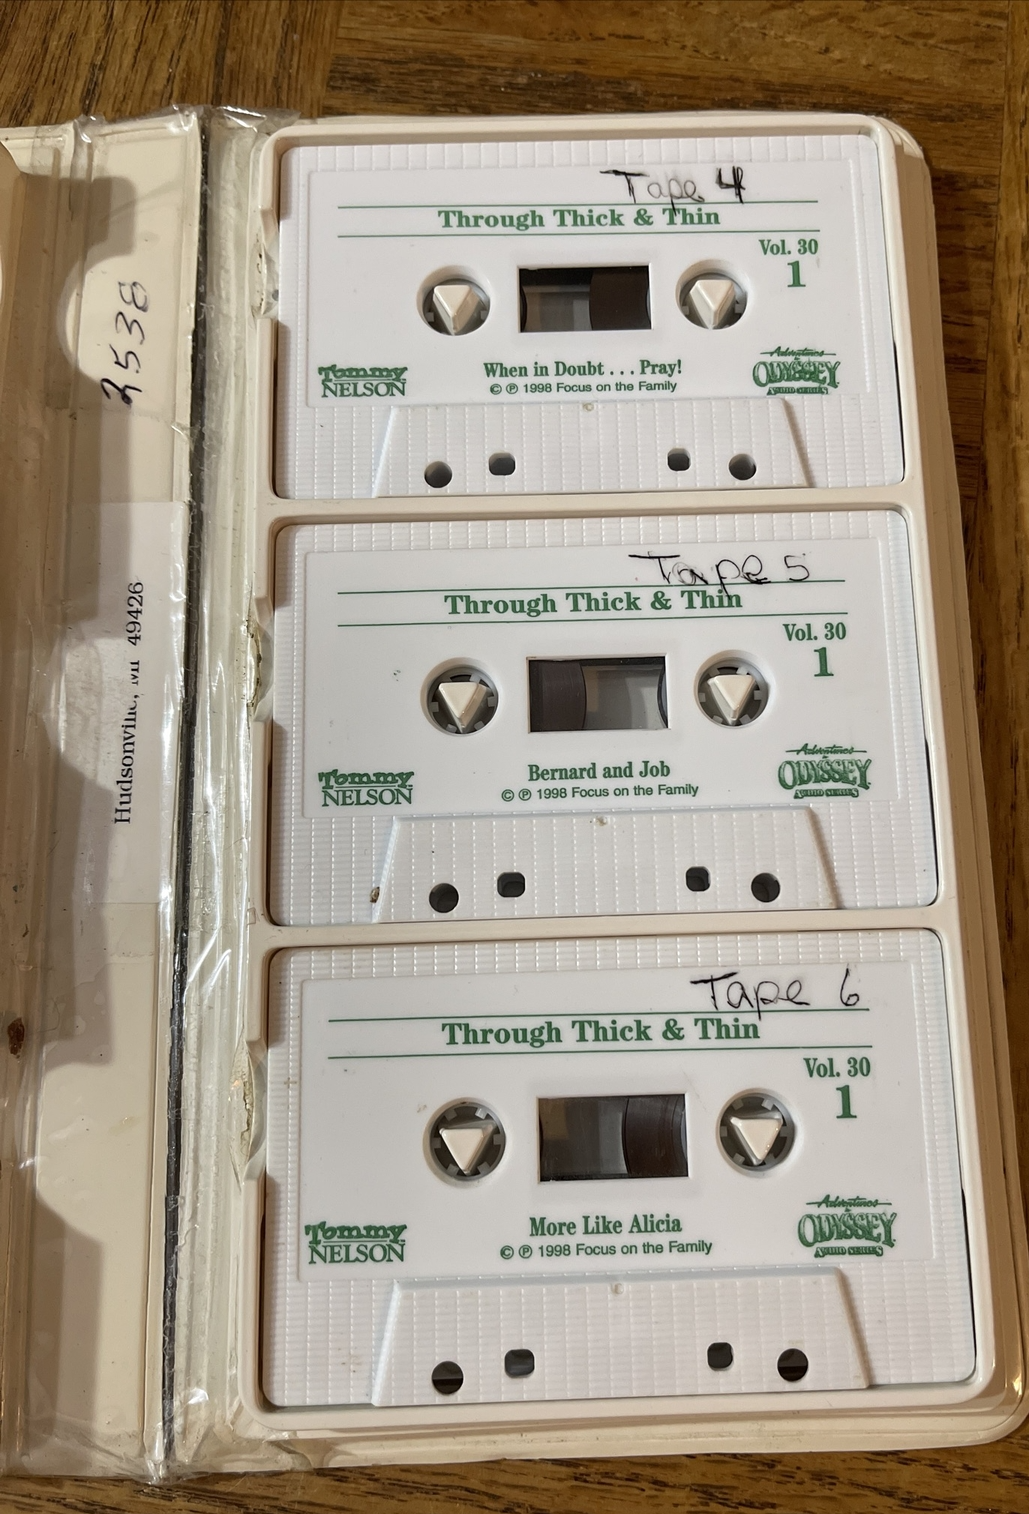 2538
Hudsonville, MI 49426
Tape 4
Through Thick & Thin
Vol. 30
1
When in Doubt . . . Pray!
© ℗ 1998 Focus on the Family
Tommy
NELSON
Adventures
in
ODYSSEY
AUDIO SERIES
Tape 5
Through Thick & Thin
Vol. 30
1
Bernard and Job
© ℗ 1998 Focus on the Family
Tommy
NELSON
Adventures
in
ODYSSEY
AUDIO SERIES
Tape 6
Through Thick & Thin
Vol. 30
1
More Like Alicia
© ℗ 1998 Focus on the Family
Tommy
NELSON
Adventures
in
ODYSSEY
AUDIO SERIES